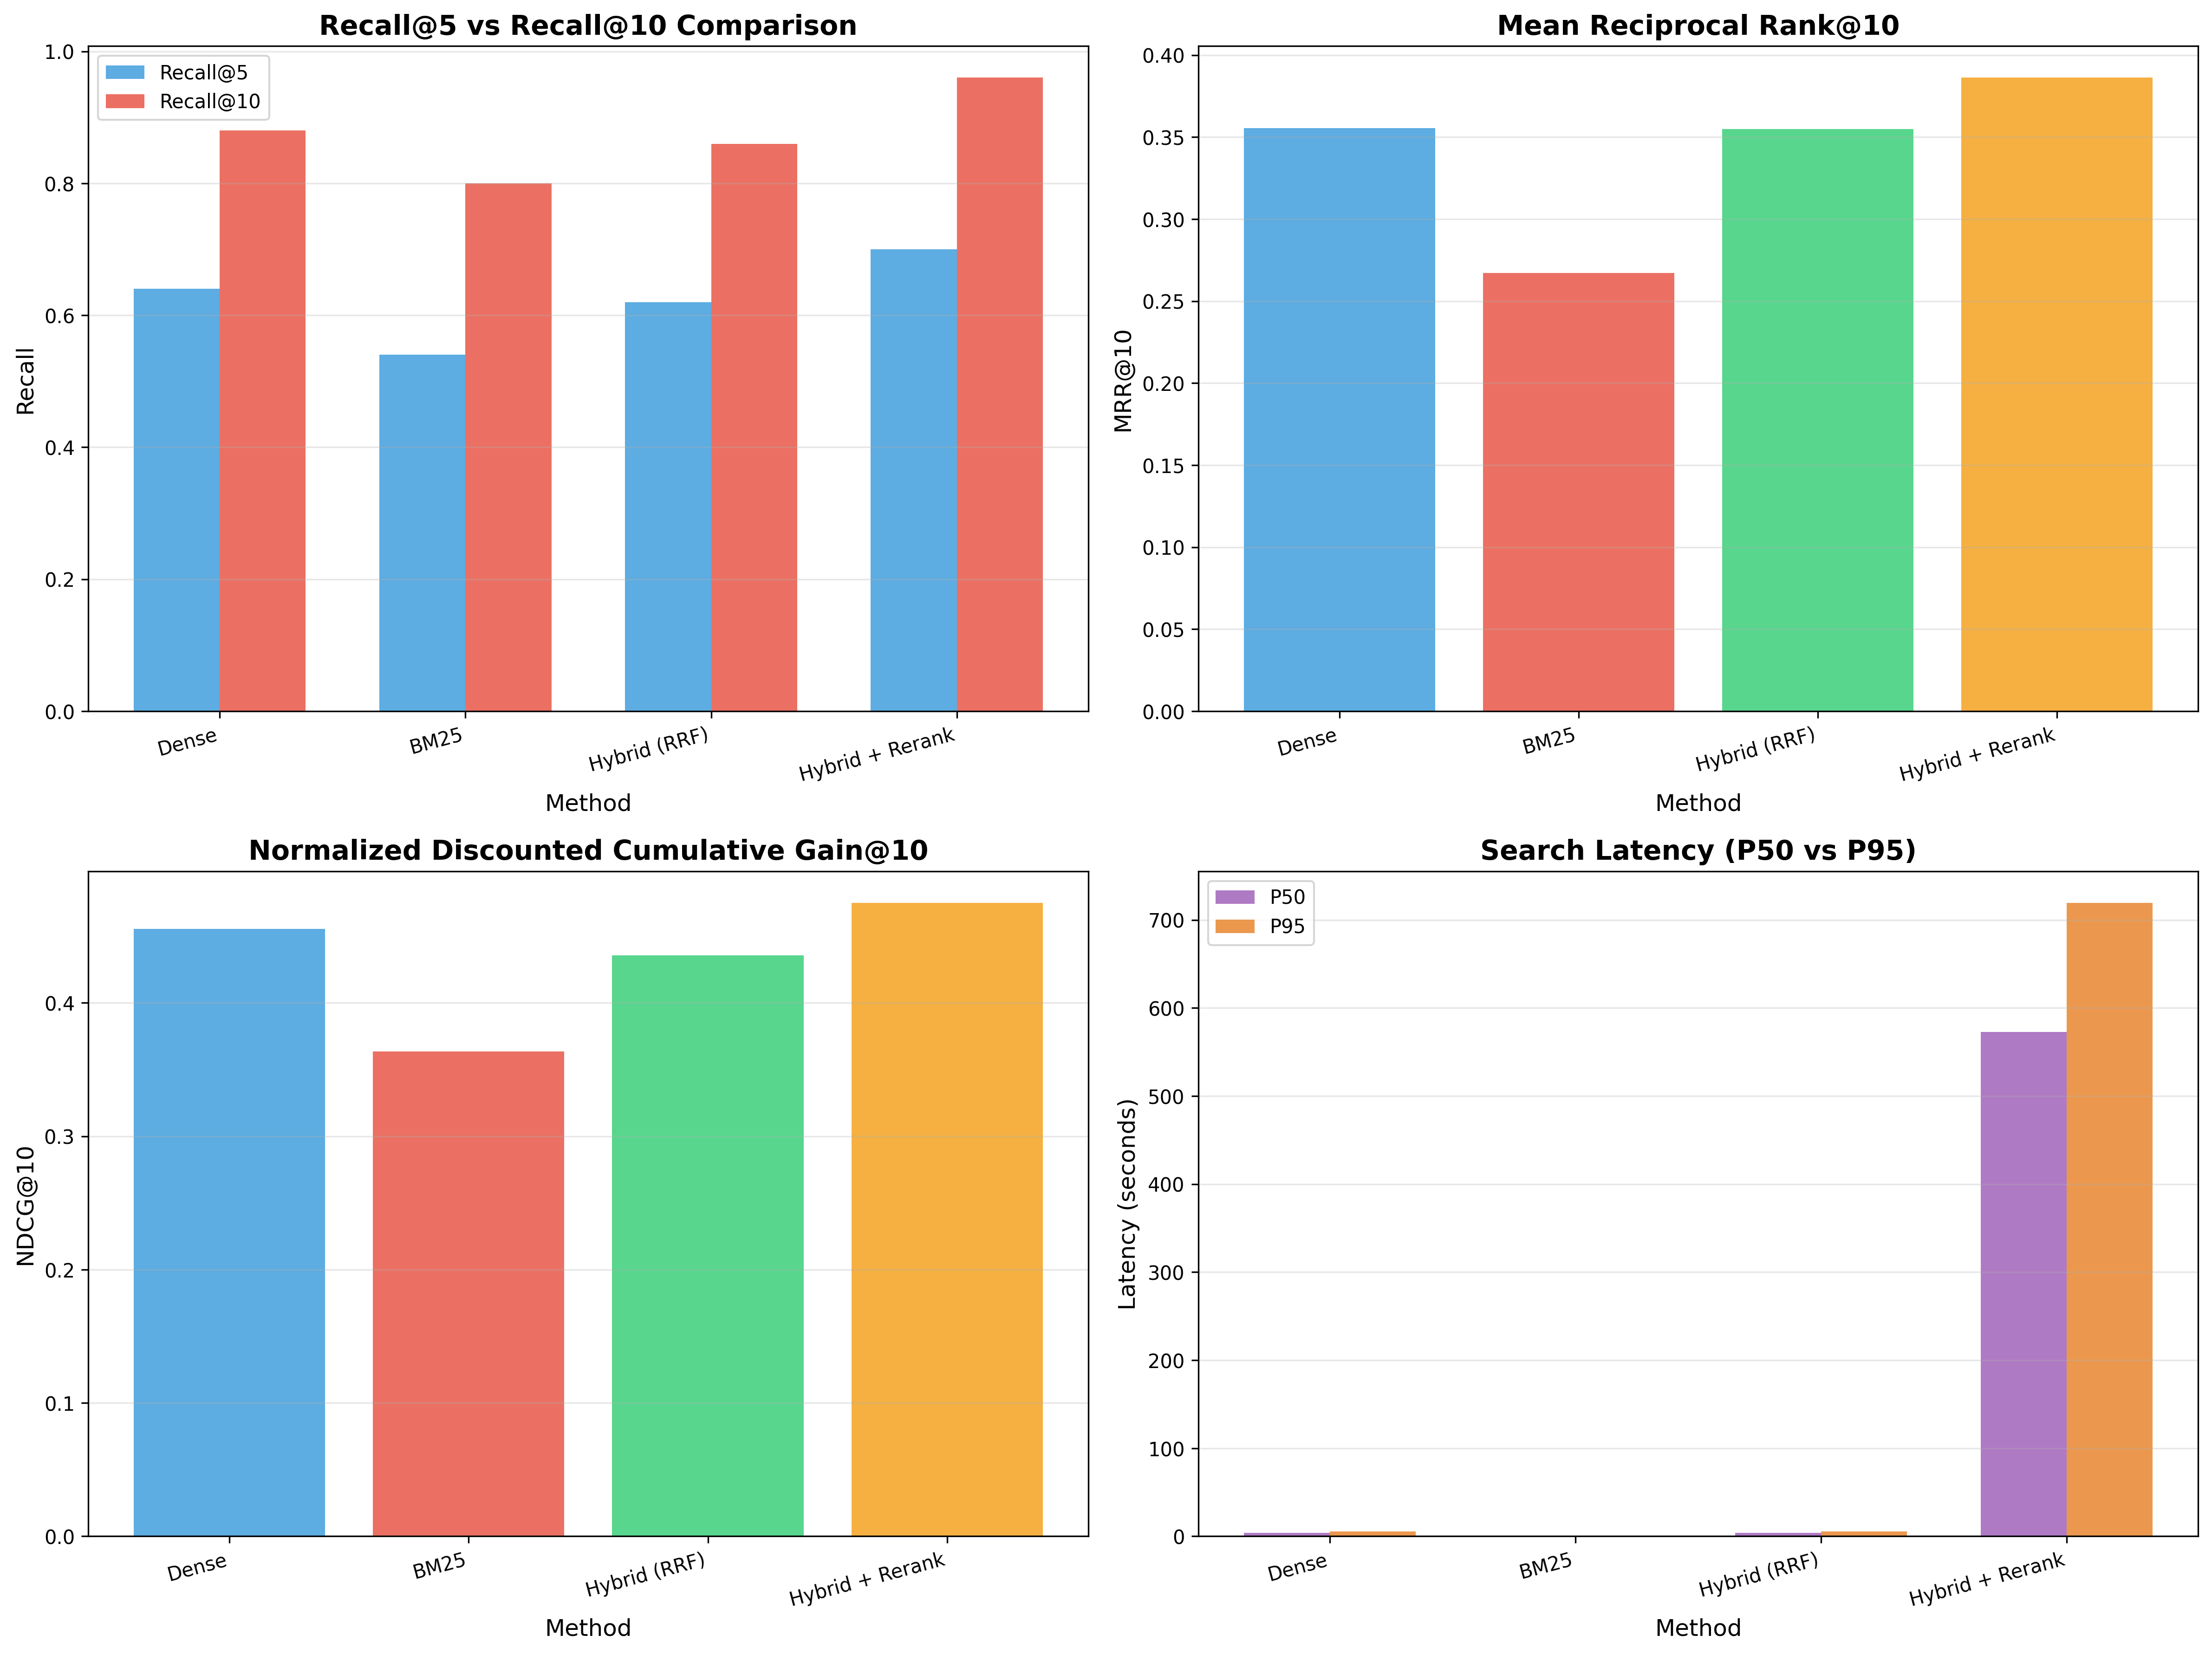 Recall@5 vs Recall@10 Comparison
Recall@5
Recall@10
1.0
0.8
0.6
0.4
0.2
0.0
Recall
Dense
BM25
Hybrid (RRF)
Hybrid + Rerank
Method
Mean Reciprocal Rank@10
0.40
0.35
0.30
0.25
0.20
0.15
0.10
0.05
0.00
MRR@10
Dense
BM25
Hybrid (RRF)
Hybrid + Rerank
Method
Normalized Discounted Cumulative Gain@10
0.4
0.3
0.2
0.1
0.0
NDCG@10
Dense
BM25
Hybrid (RRF)
Hybrid + Rerank
Method
Search Latency (P50 vs P95)
P50
P95
700
600
500
400
300
200
100
0
Latency (seconds)
Dense
BM25
Hybrid (RRF)
Hybrid + Rerank
Method